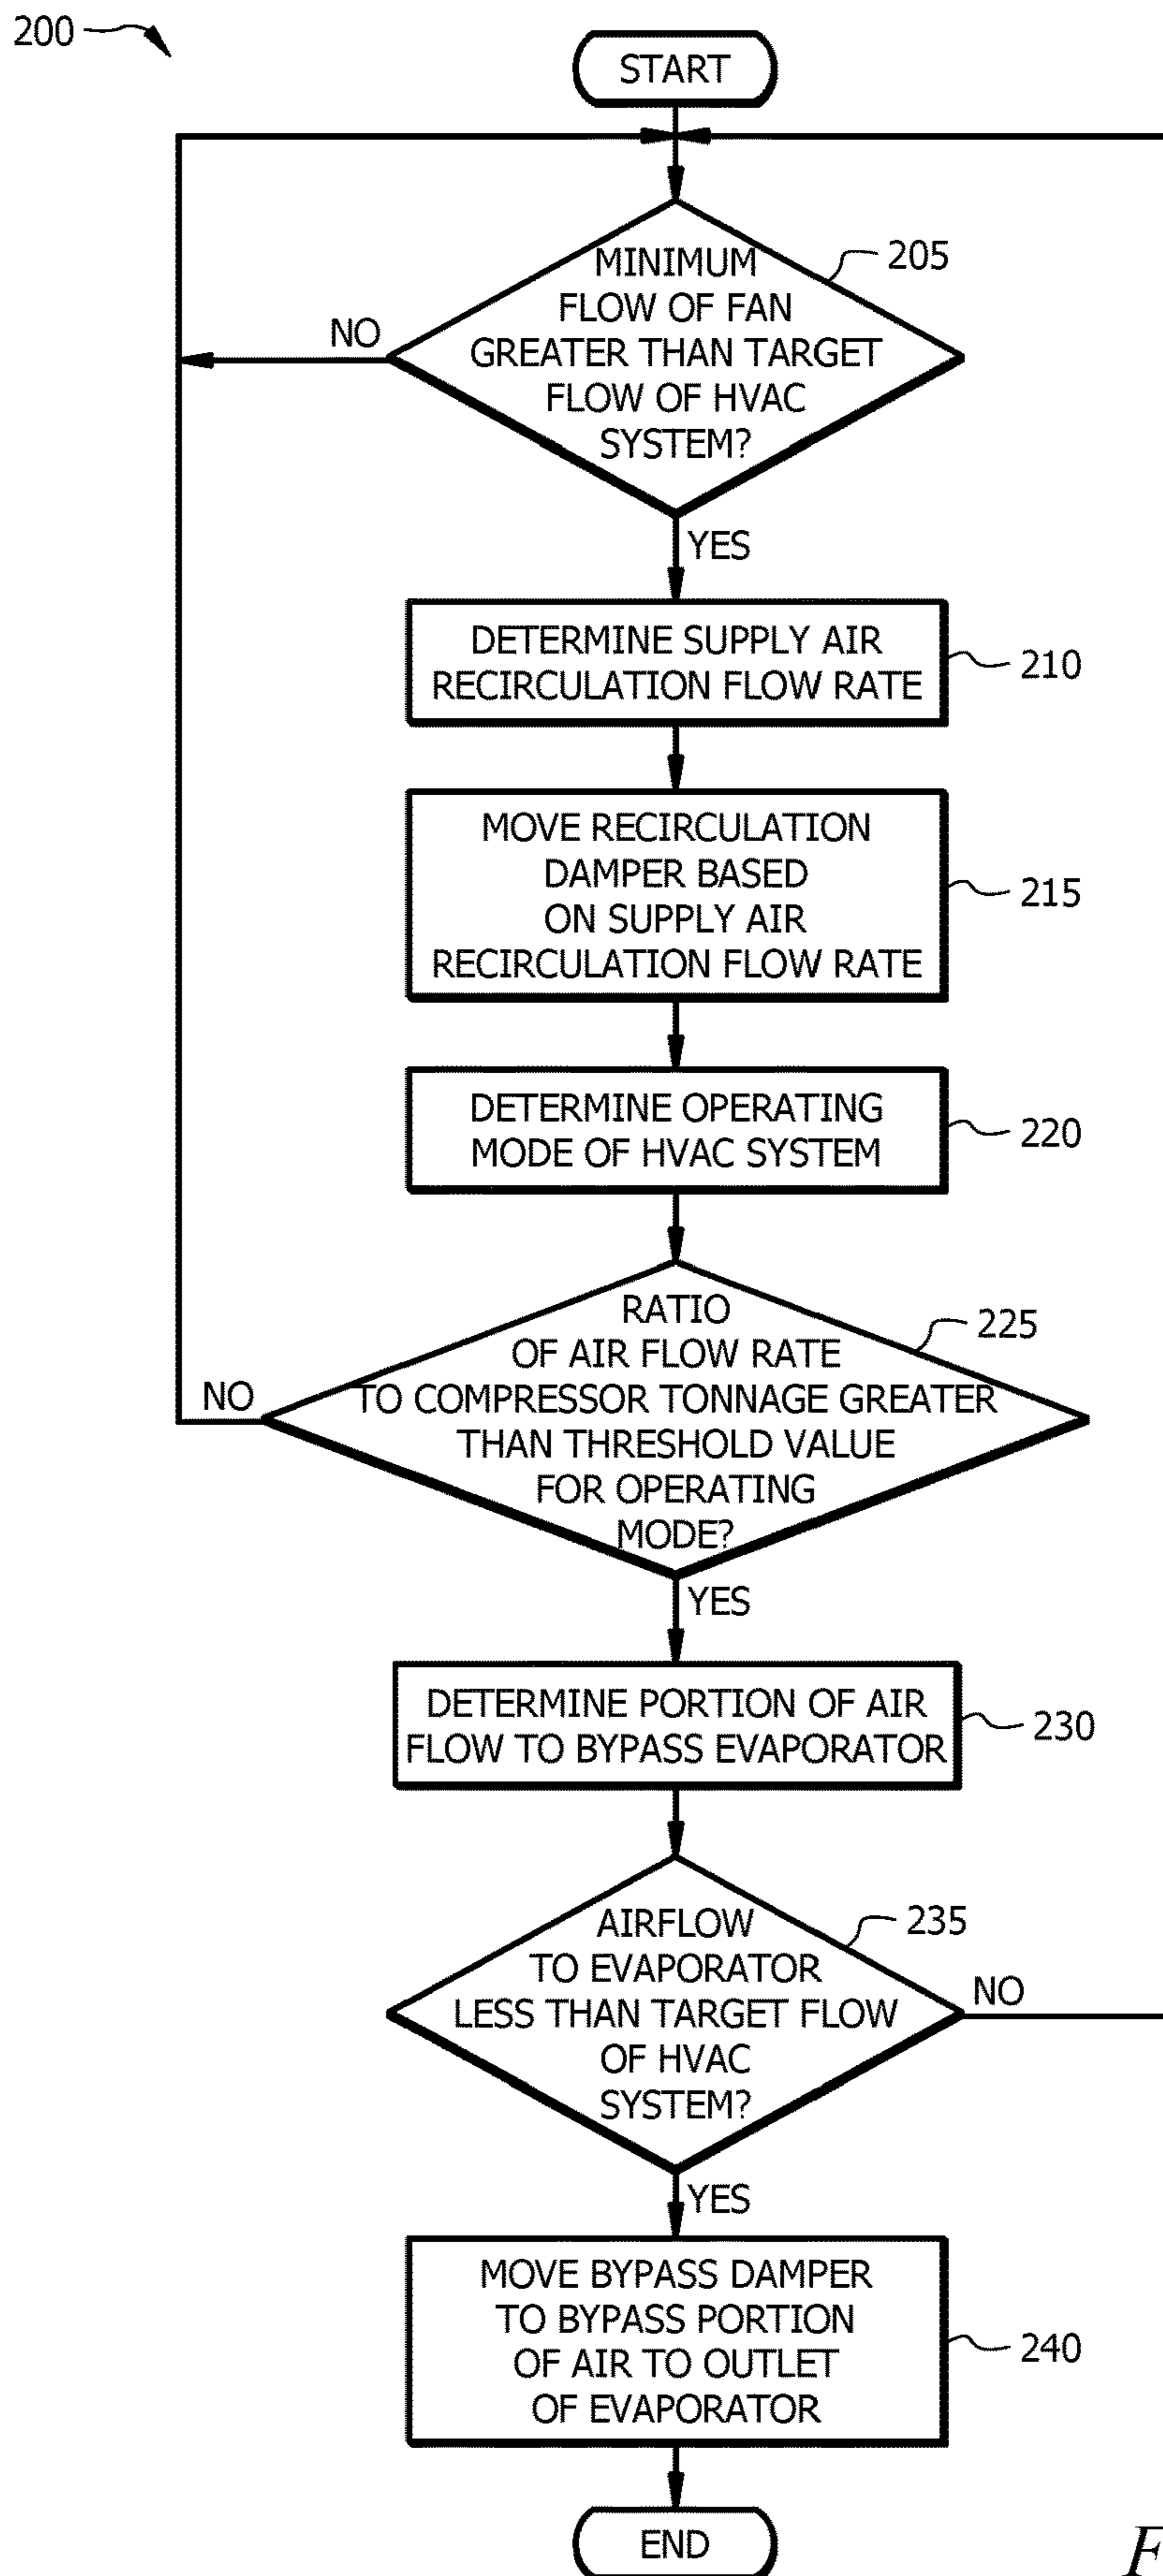 200
START
MINIMUM
FLOW OF FAN
GREATER THAN TARGET
FLOW OF HVAC
SYSTEM?
205
NO
YES
DETERMINE SUPPLY AIR
RECIRCULATION FLOW RATE
210
MOVE RECIRCULATION
DAMPER BASED
ON SUPPLY AIR
RECIRCULATION FLOW RATE
215
DETERMINE OPERATING
MODE OF HVAC SYSTEM
220
RATIO
OF AIR FLOW RATE
TO COMPRESSOR TONNAGE GREATER
THAN THRESHOLD VALUE
FOR OPERATING
MODE?
225
NO
YES
DETERMINE PORTION OF AIR
FLOW TO BYPASS EVAPORATOR
230
AIRFLOW
TO EVAPORATOR
LESS THAN TARGET FLOW
OF HVAC
SYSTEM?
235
NO
YES
MOVE BYPASS DAMPER
TO BYPASS PORTION
OF AIR TO OUTLET
OF EVAPORATOR
240
END
F